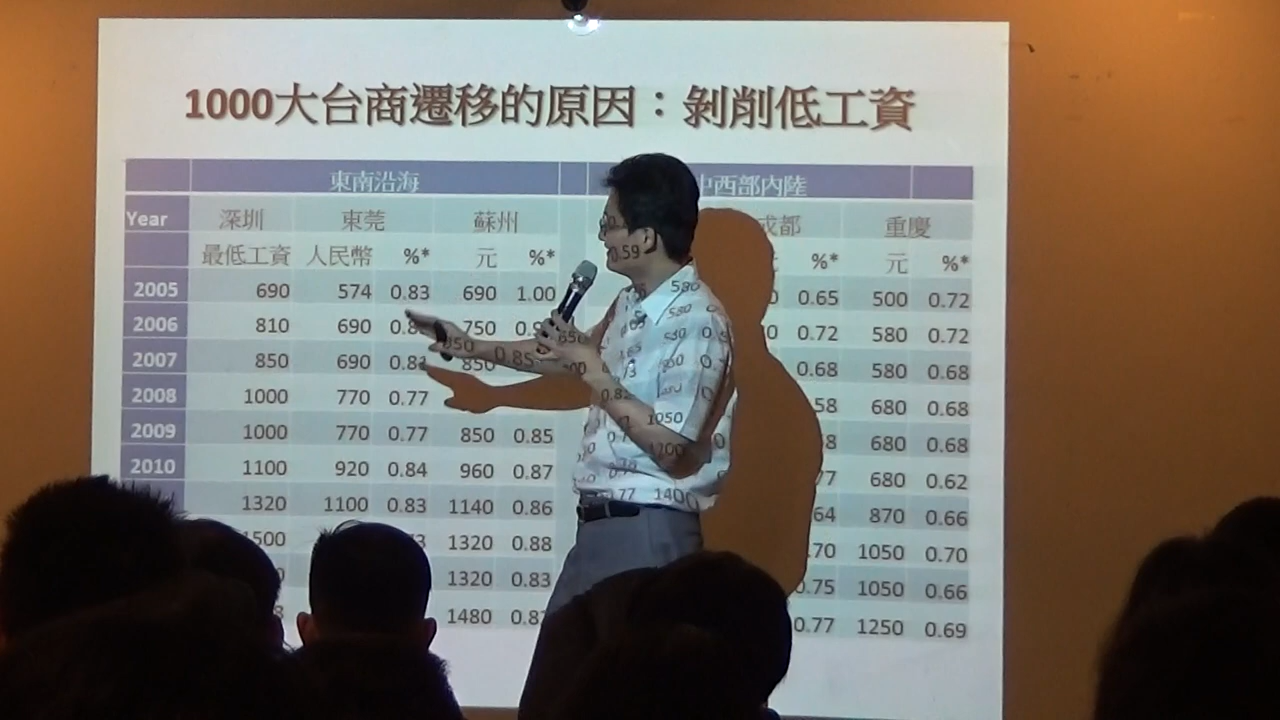 1000大台商遷移的原因：剝削低工資
東南沿海 中西部內陸
Year 深圳 東莞 蘇州 成都 重慶
最低工資 人民幣 %* 元 %* %* 元 %*
2005 690 574 0.83 690 1.00 0.65 500 0.72
2006 810 690 750 0.72 580 0.72
2007 850 690 850 0.68 580 0.68
2008 1000 770 0.77 680 0.68
2009 1000 770 0.77 850 0.85 680 0.68
2010 1100 920 0.84 960 0.87 680 0.62
1320 1100 0.83 1140 0.86 870 0.66
1500 1320 0.88 1050 0.70
1320 0.83 0.75 1050 0.66
1480 0.77 1250 0.69